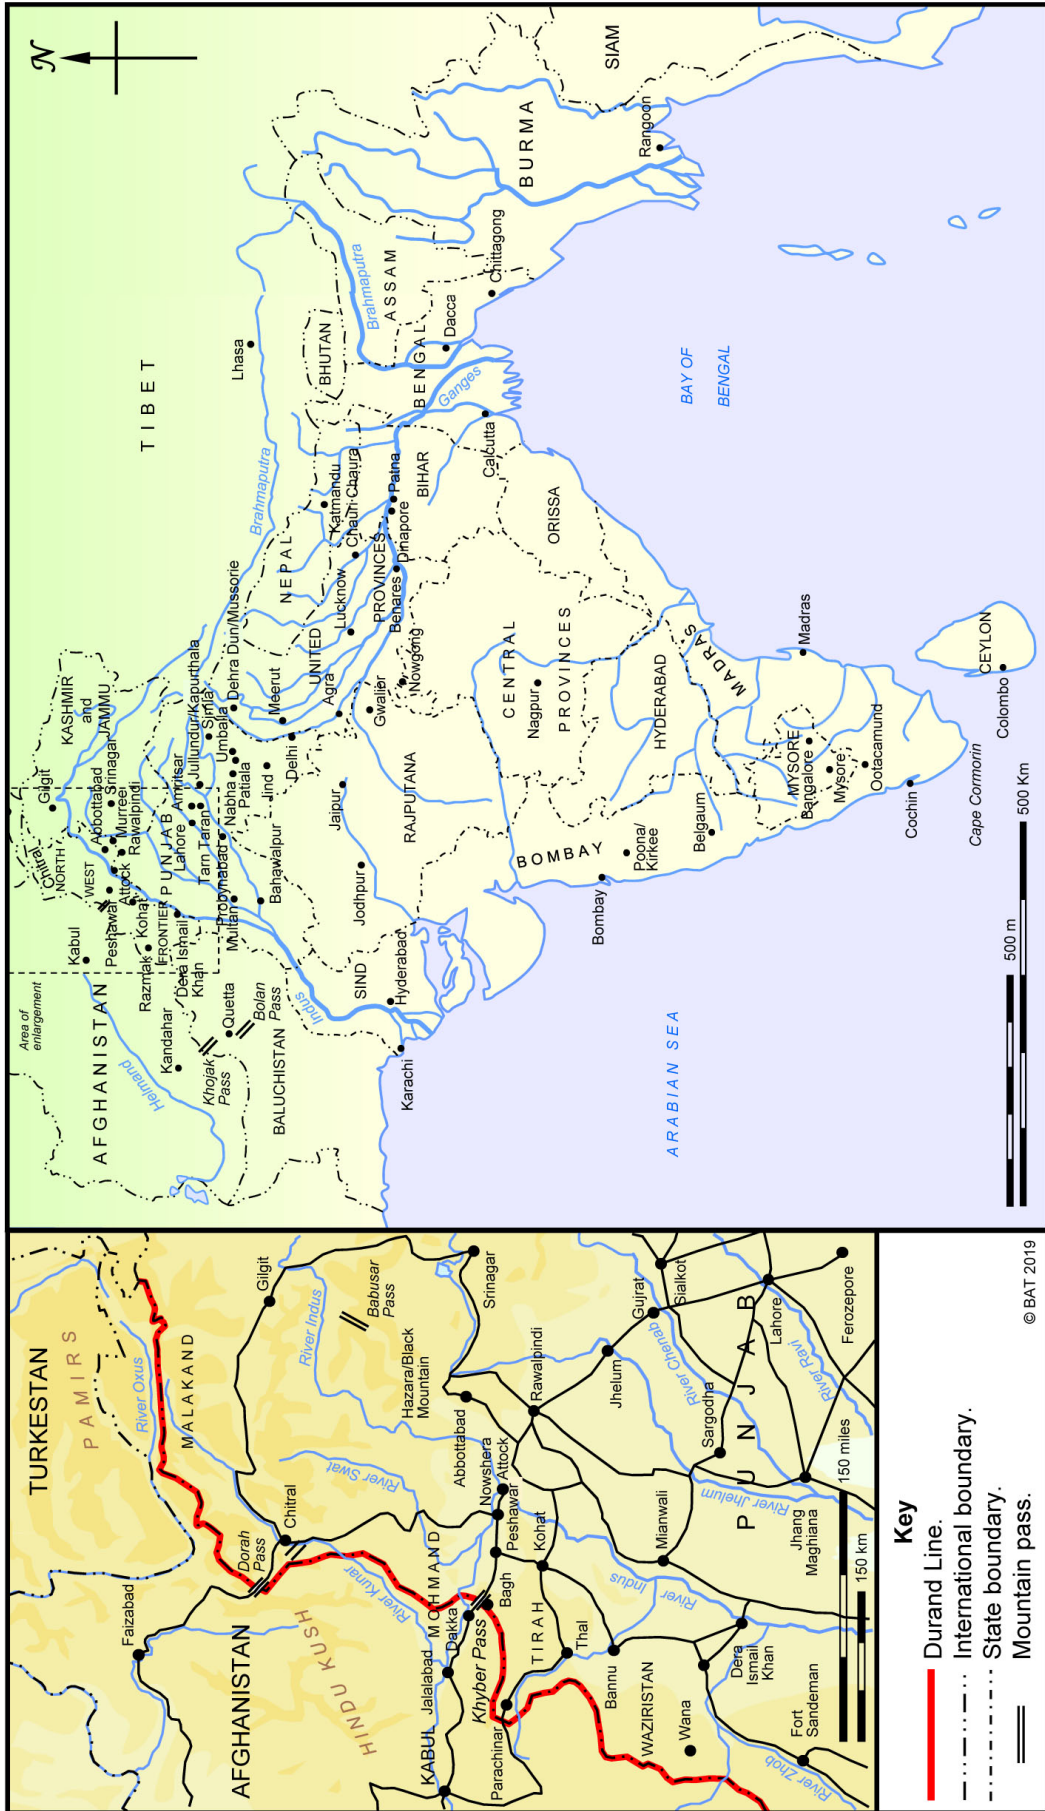 TURKESTAN
PAMIRS
River Oxus
MALAKAND
Faizabad
Dorah
Pass
Chitral
Gilgit
River Indus
Babusar
Pass
AFGHANISTAN
HINDU KUSH
River Kunar
River Swat
Hazara/Black
Mountain
Srinagar
KABUL
Jalalabad
MOHMAND
Dakka
Khyber Pass
Bagh
Peshawar
Nowshera
Attock
Abbottabad
Rawalpindi
Parachinar
TIRAH
Kohat
Thal
Jhelum
Gujrat
Sialkot
River Chenab
Bannu
River
Indus
Mianwali
Sargodha
PUNJAB
Lahore
River Ravi
WAZIRISTAN
Wana
Dera
Ismail
Khan
River Jhelum
Jhang
Maghiana
Ferozepore
Fort
Sandeman
River Zhob
150 miles
150 km
Key
Durand Line.
International boundary.
State boundary.
Mountain pass.
© BAT 2019
N
Area of
enlargement
AFGHANISTAN
Kabul
Helmand
Kandahar
Khojak
Pass
Quetta
Bolan
Pass
BALUCHISTAN
Chitral
Gilgit
NORTH
WEST
FRONTIER
Peshawar
Attock
Kohat
Razmak
Dera Ismail
Khan
Abbottabad
Srinagar
Murree
Rawalpindi
KASHMIR
and
JAMMU
PUNJAB
Lahore
Amritsar
Tarn Taran
Jullundur/Kapurthala
Simla
Umballa
Dehra Dun/Mussorie
Probynabad
Multan
Nabha
Patiala
Jind
Bahawalpur
Meerut
Delhi
Indus
SIND
Hyderabad
Karachi
Jodhpur
Jaipur
RAJPUTANA
Agra
Gwalior
Nowgong
UNITED
PROVINCES
Lucknow
Benares
Dinapore
Patna
Chauri Chaura
Katmandu
NEPAL
TIBET
Lhasa
Brahmaputra
BHUTAN
Brahmaputra
ASSAM
BENGAL
Ganges
Dacca
Chittagong
BIHAR
Calcutta
ORISSA
BURMA
Rangoon
SIAM
CENTRAL
PROVINCES
Nagpur
BOMBAY
Bombay
Poona/
Kirkee
HYDERABAD
Belgaum
MADRAS
Madras
MYSORE
Bangalore
Mysore
Ootacamund
Cochin
Cape Cormorin
CEYLON
Colombo
ARABIAN SEA
BAY OF
BENGAL
500 m
500 Km